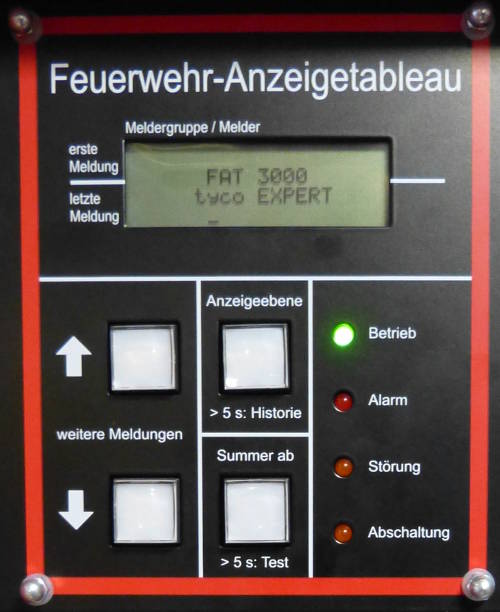 Feuerwehr-Anzeigetableau
Meldergruppe / Melder
erste
Meldung
FAT 3000
tyco EXPERT
_
letzte
Meldung
Anzeigeebene
> 5 s: Historie
weitere Meldungen
Summer ab
> 5 s: Test
Betrieb
Alarm
Störung
Abschaltung